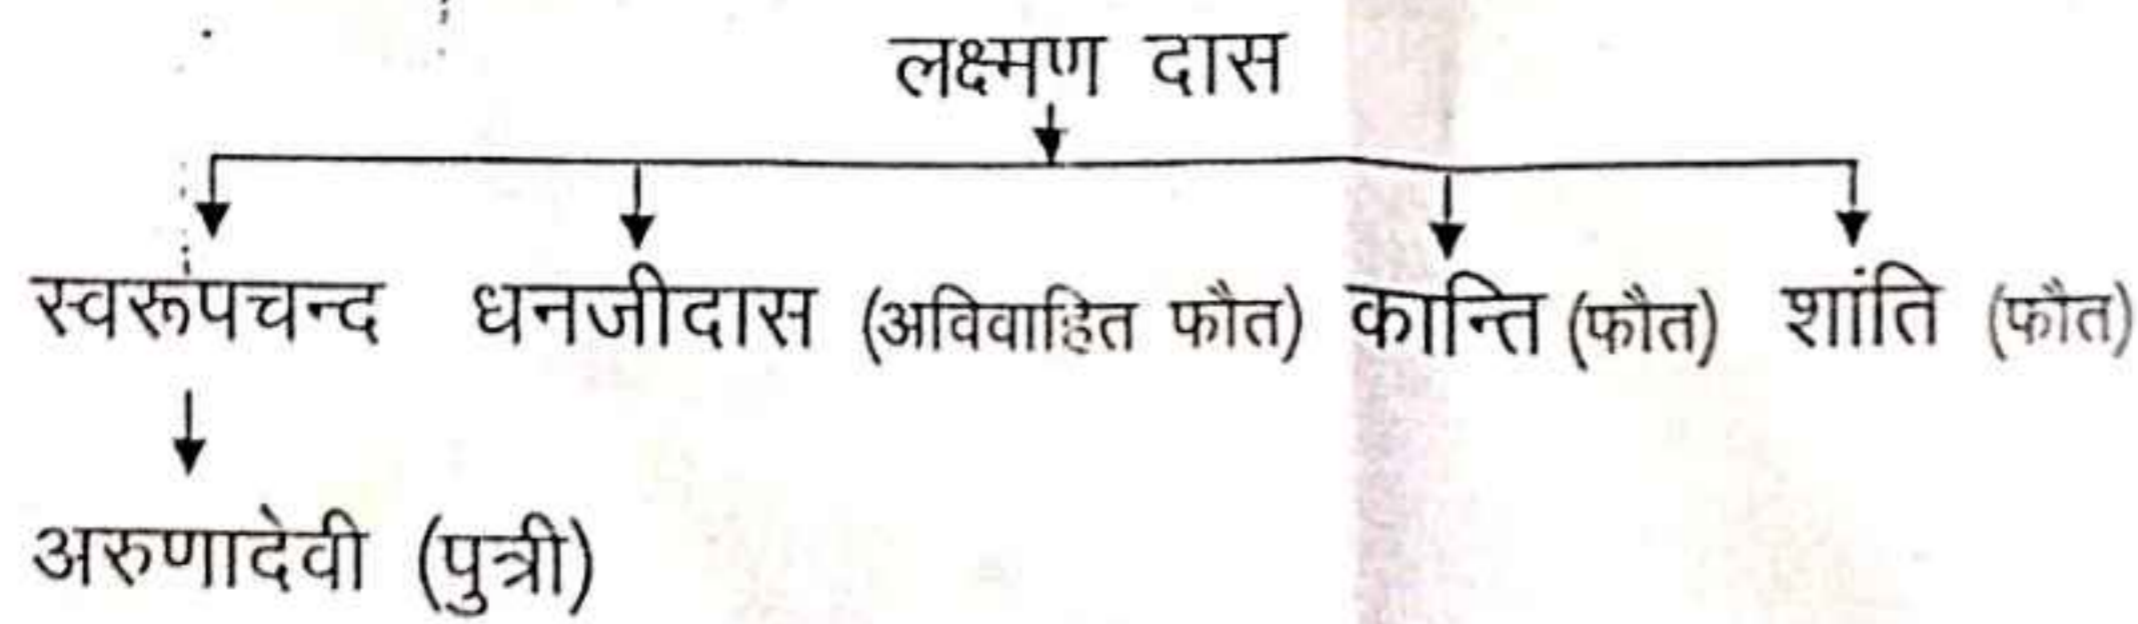 लक्ष्मण दास
स्वरूपचन्द धनजीदास (अविवाहित फौत) कान्ति (फौत) शांति (फौत)
अरुणादेवी (पुत्री)